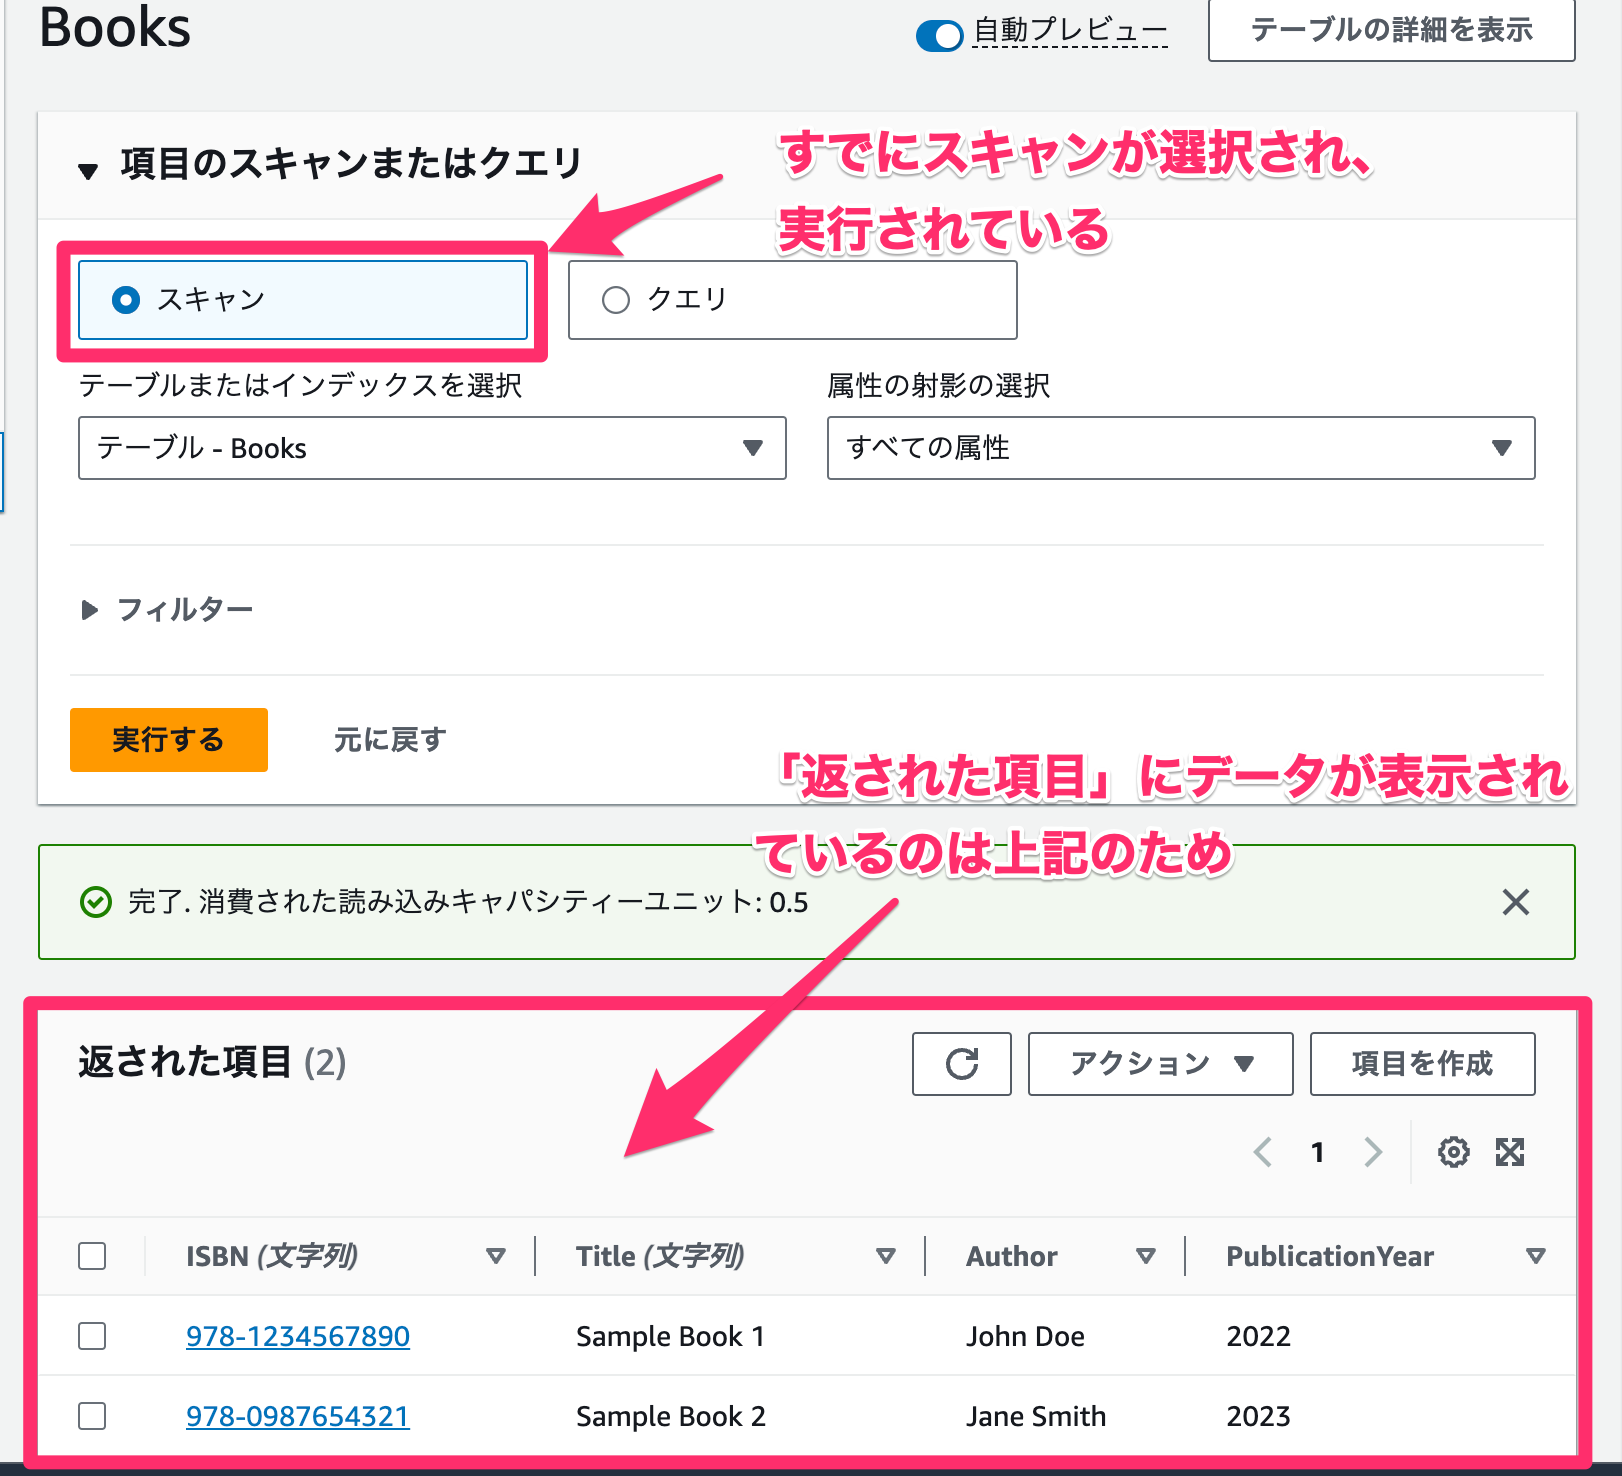 Books
自動プレビュー
テーブルの詳細を表示
項目のスキャンまたはクエリ
すでにスキャンが選択され、
実行されている
スキャン
クエリ
テーブルまたはインデックスを選択
属性の射影の選択
テーブル - Books
すべての属性
フィルター
実行する
元に戻す
「返された項目」にデータが表示され
ているのは上記のため
完了. 消費された読み込みキャパシティーユニット: 0.5
返された項目 (2)
アクション
項目を作成
1
ISBN (文字列) Title (文字列) Author PublicationYear
978-1234567890 Sample Book 1 John Doe 2022
978-0987654321 Sample Book 2 Jane Smith 2023